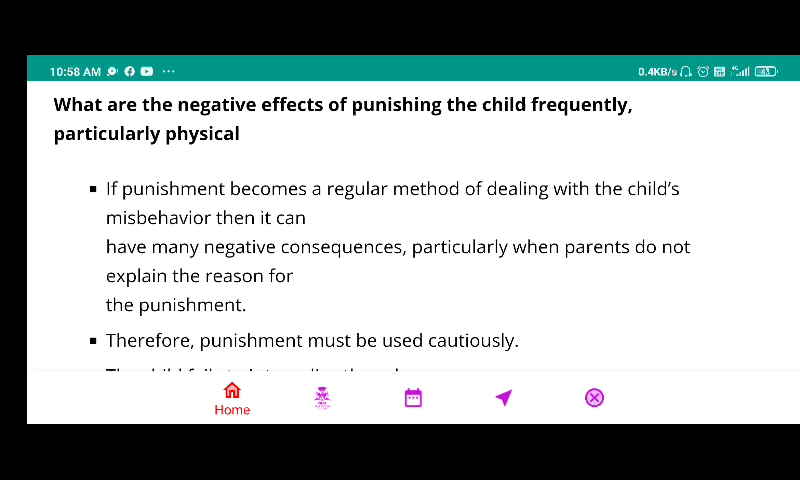 10:58 AM
0.4KB/s
43
What are the negative effects of punishing the child frequently,
particularly physical
If punishment becomes a regular method of dealing with the child's
misbehavior then it can
have many negative consequences, particularly when parents do not
explain the reason for
the punishment.
Therefore, punishment must be used cautiously.
Home